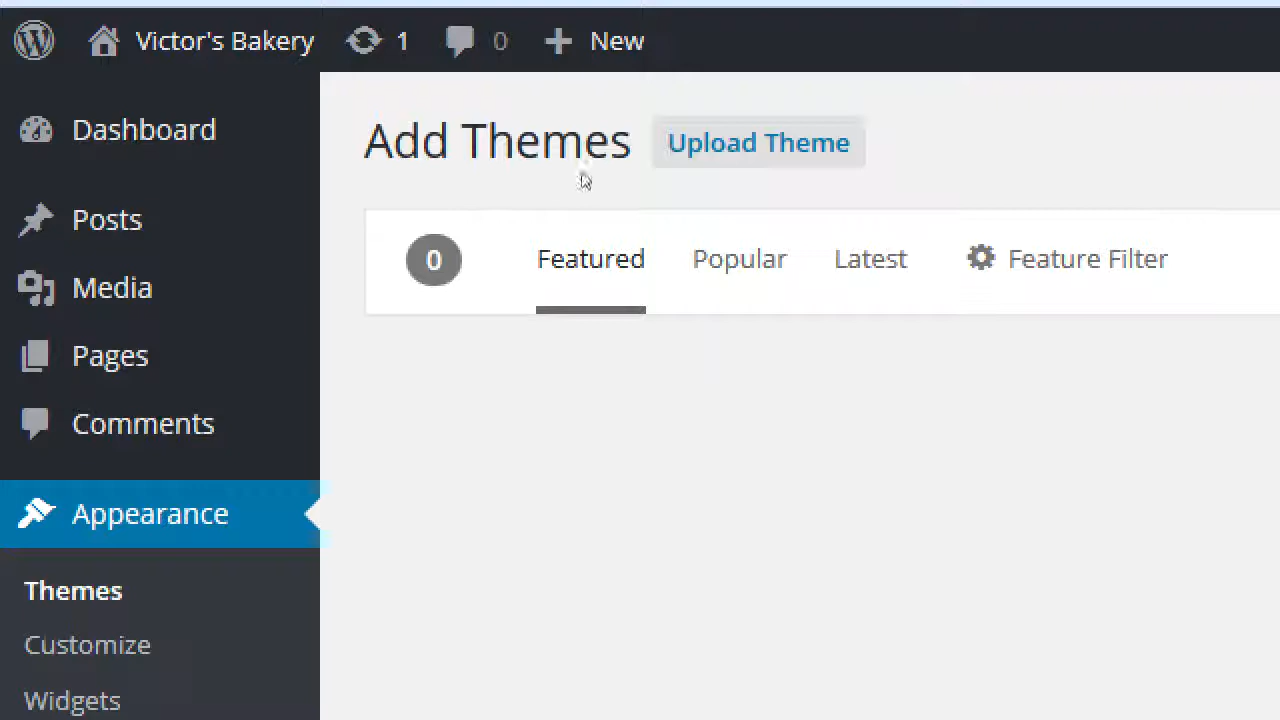 Victor's Bakery 1 0 New
Dashboard
Posts
Media
Pages
Comments
Appearance
Themes
Customize
Widgets
Add Themes Upload Theme
0 Featured Popular Latest Feature Filter